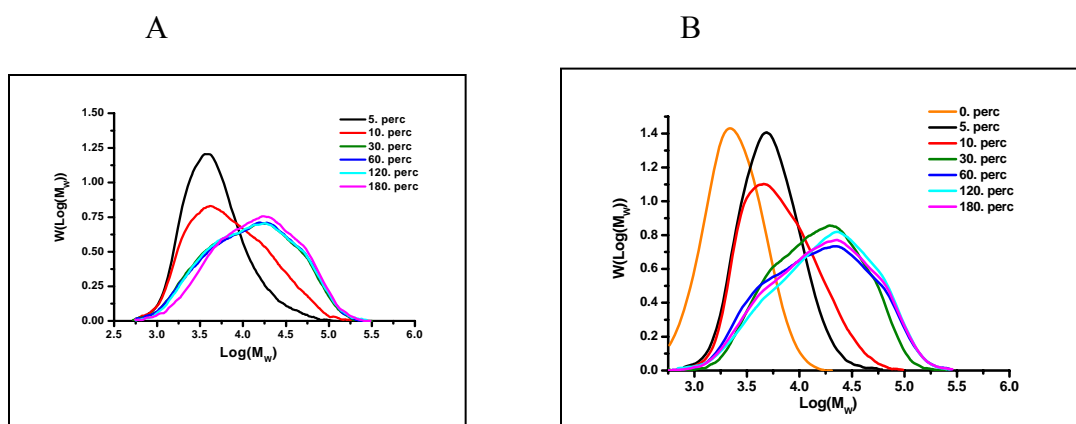 A
B
1.50
1.25
1.00
0.75
0.50
0.25
0.00
W(Log(M_W))
2.5 3.0 3.5 4.0 4.5 5.0 5.5 6.0
Log(M_W)
5. perc
10. perc
30. perc
60. perc
120. perc
180. perc
1.4
1.2
1.0
0.8
0.6
0.4
0.2
0.0
W(Log(M_W))
3.0 3.5 4.0 4.5 5.0 5.5 6.0
Log(M_W)
0. perc
5. perc
10. perc
30. perc
60. perc
120. perc
180. perc